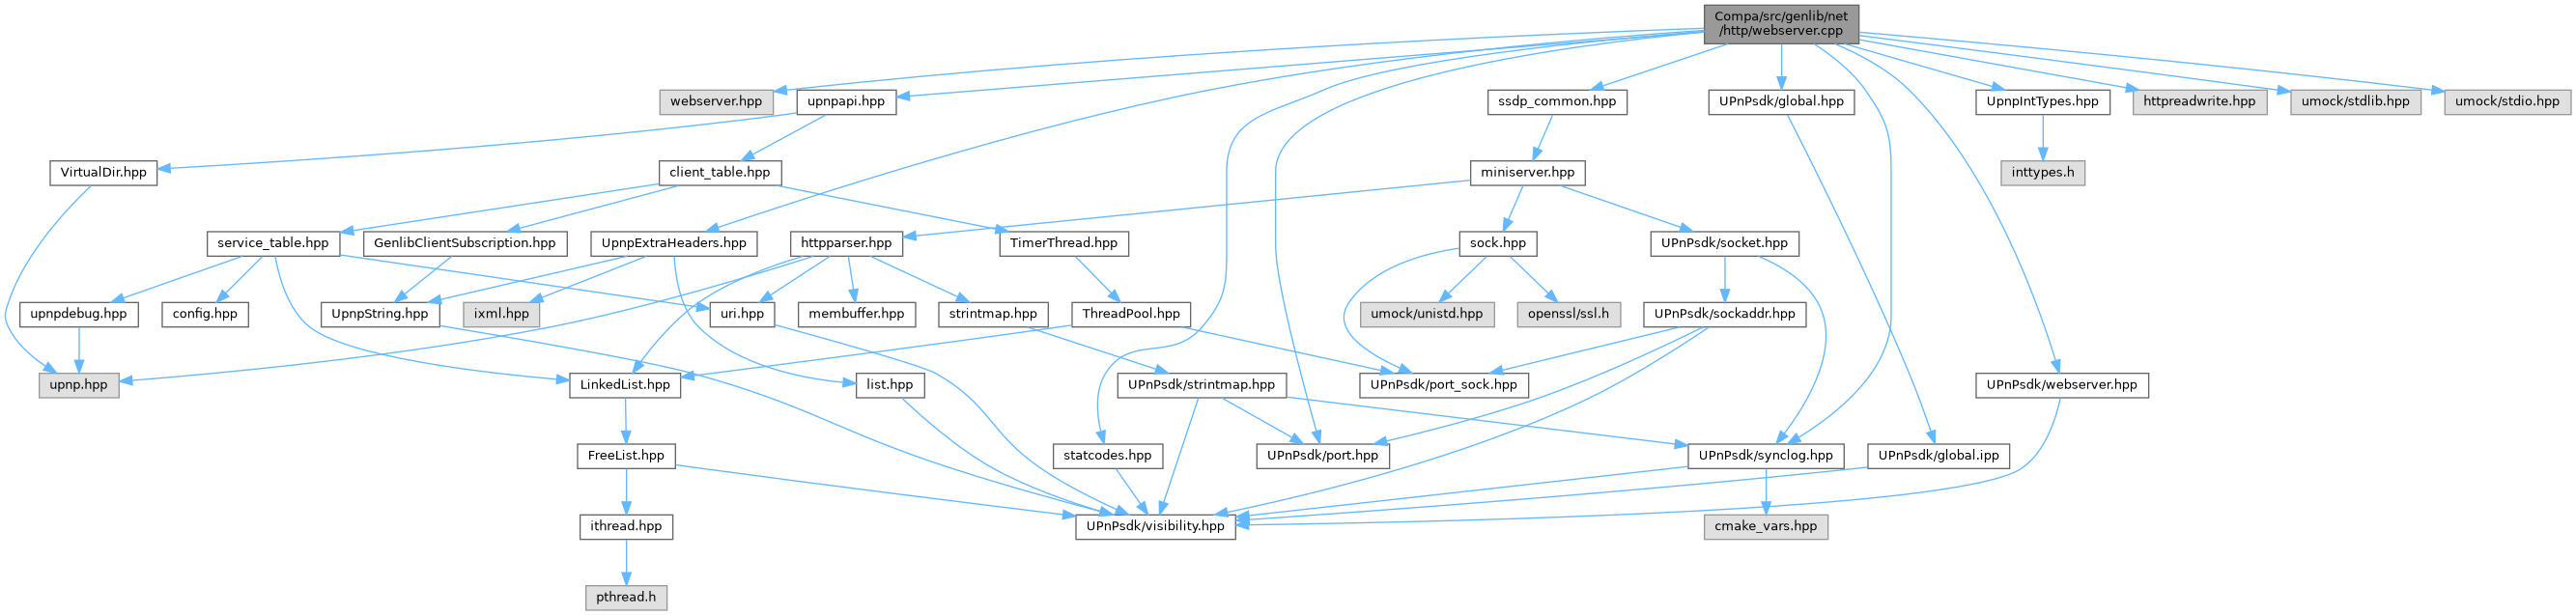 Compa/src/genlib/net
/http/webserver.cpp
webserver.hpp
upnpapi.hpp
ssdp_common.hpp
UPnPsdk/global.hpp
UpnpIntTypes.hpp
httpreadwrite.hpp
umock/stdlib.hpp
umock/stdio.hpp
VirtualDir.hpp
client_table.hpp
miniserver.hpp
inttypes.h
service_table.hpp
GenlibClientSubscription.hpp
UpnpExtraHeaders.hpp
httpparser.hpp
TimerThread.hpp
sock.hpp
UPnPsdk/socket.hpp
upnpdebug.hpp
config.hpp
UpnpString.hpp
ixml.hpp
uri.hpp
membuffer.hpp
strintmap.hpp
ThreadPool.hpp
umock/unistd.hpp
openssl/ssl.h
UPnPsdk/sockaddr.hpp
upnp.hpp
LinkedList.hpp
list.hpp
UPnPsdk/strintmap.hpp
UPnPsdk/port_sock.hpp
UPnPsdk/webserver.hpp
FreeList.hpp
statcodes.hpp
UPnPsdk/port.hpp
UPnPsdk/synclog.hpp
UPnPsdk/global.ipp
ithread.hpp
UPnPsdk/visibility.hpp
cmake_vars.hpp
pthread.h